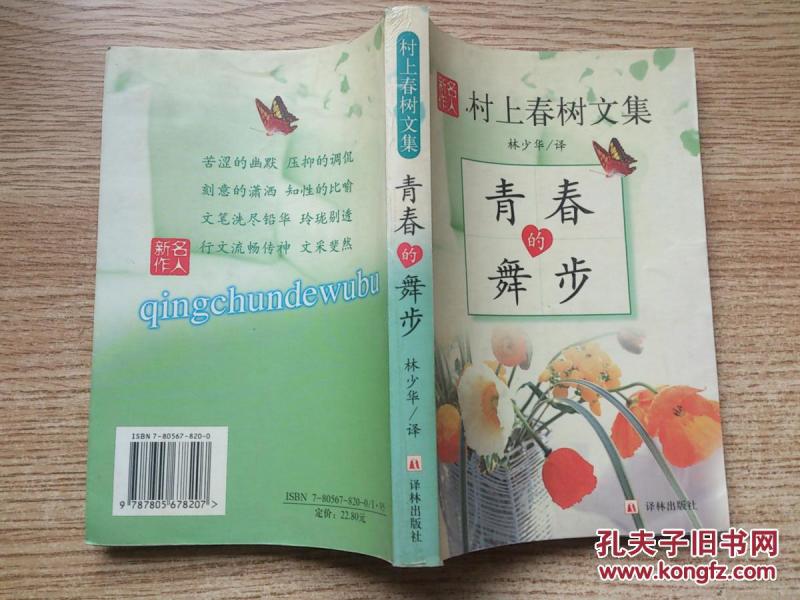 苦涩的幽默 压抑的调侃
刻意的潇洒 知性的比喻
文笔洗尽铅华 玲珑剔透
行文流畅传神 文采斐然
名人新作
qingchundewubu
ISBN 7-80567-820-0
9 787805 678207 >
ISBN 7-80567-820-0/I·95
定价:22.80元
村上春树文集
青春的舞步
林少华/译
译林出版社
名人新作
村上春树文集
林少华/译
青春
的
舞步
译林出版社
孔夫子旧书网
www.kongfz.com